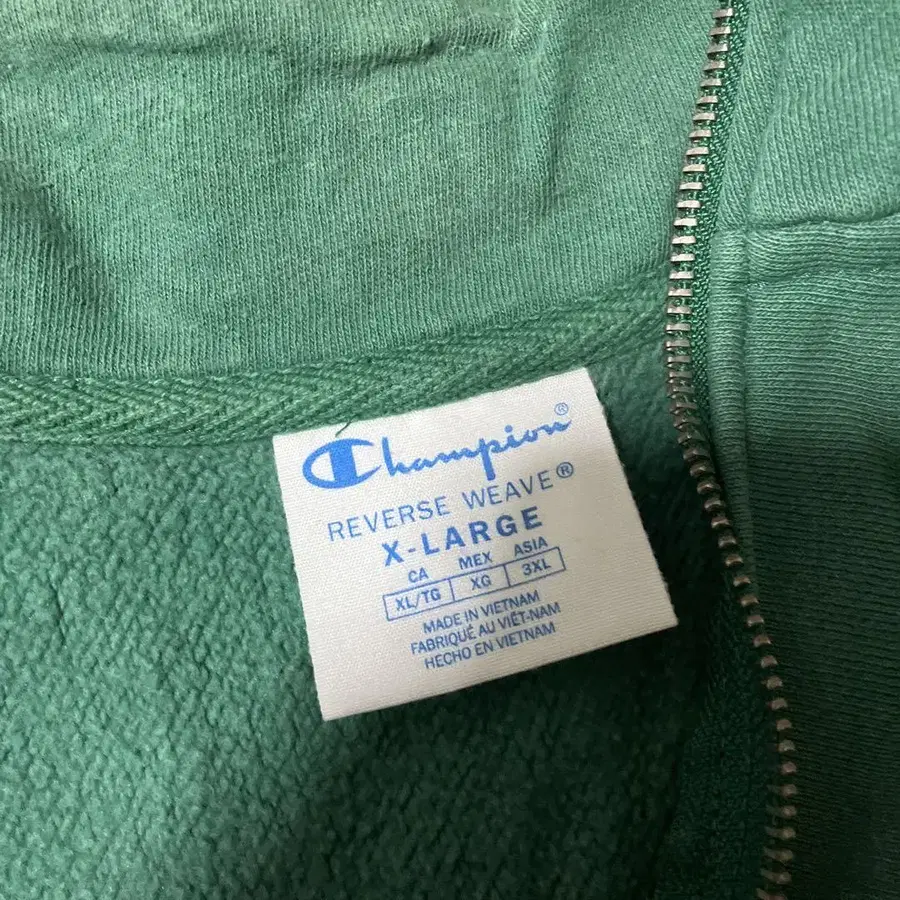 Champion®
REVERSE WEAVE®
X-LARGE
CA MEX ASIA
XL/TG XG 3XL
MADE IN VIETNAM
FABRIQUÉ AU VIÊT-NAM
HECHO EN VIETNAM